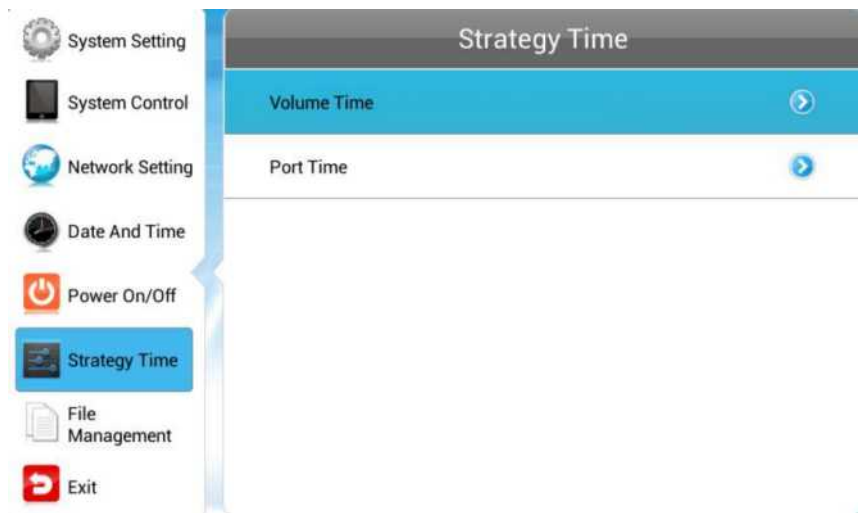 System Setting
System Control
Network Setting
Date And Time
Power On/Off
Strategy Time
File
Management
Exit
Strategy Time
Volume Time
Port Time